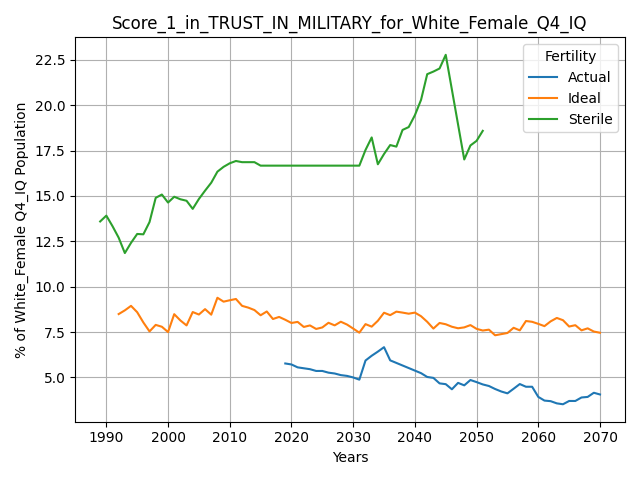 Score_1_in_TRUST_IN_MILITARY_for_White_Female_Q4_IQ
Fertility
Actual
Ideal
Sterile
% of White_Female Q4_IQ Population
22.5
20.0
17.5
15.0
12.5
10.0
7.5
5.0
1990 2000 2010 2020 2030 2040 2050 2060 2070
Years